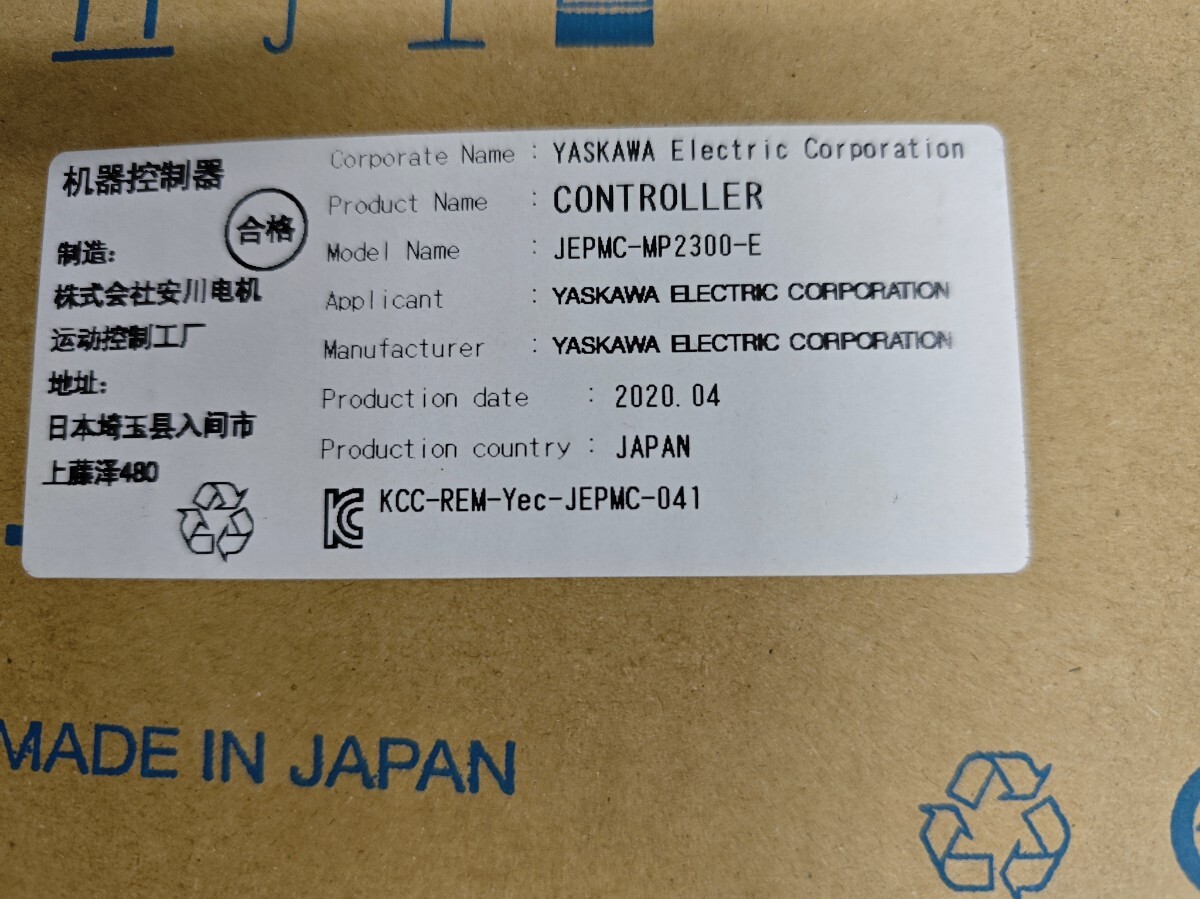 机器控制器
合格
制造:
株式会社安川电机
运动控制工厂
地址:
日本埼玉县入间市
上藤泽480
Corporate Name : YASKAWA Electric Corporation
Product Name : CONTROLLER
Model Name : JEPMC-MP2300-E
Applicant : YASKAWA ELECTRIC CORPORATION
Manufacturer : YASKAWA ELECTRIC CORPORATION
Production date : 2020.04
Production country : JAPAN
KCC-REM-Yec-JEPMC-041
MADE IN JAPAN